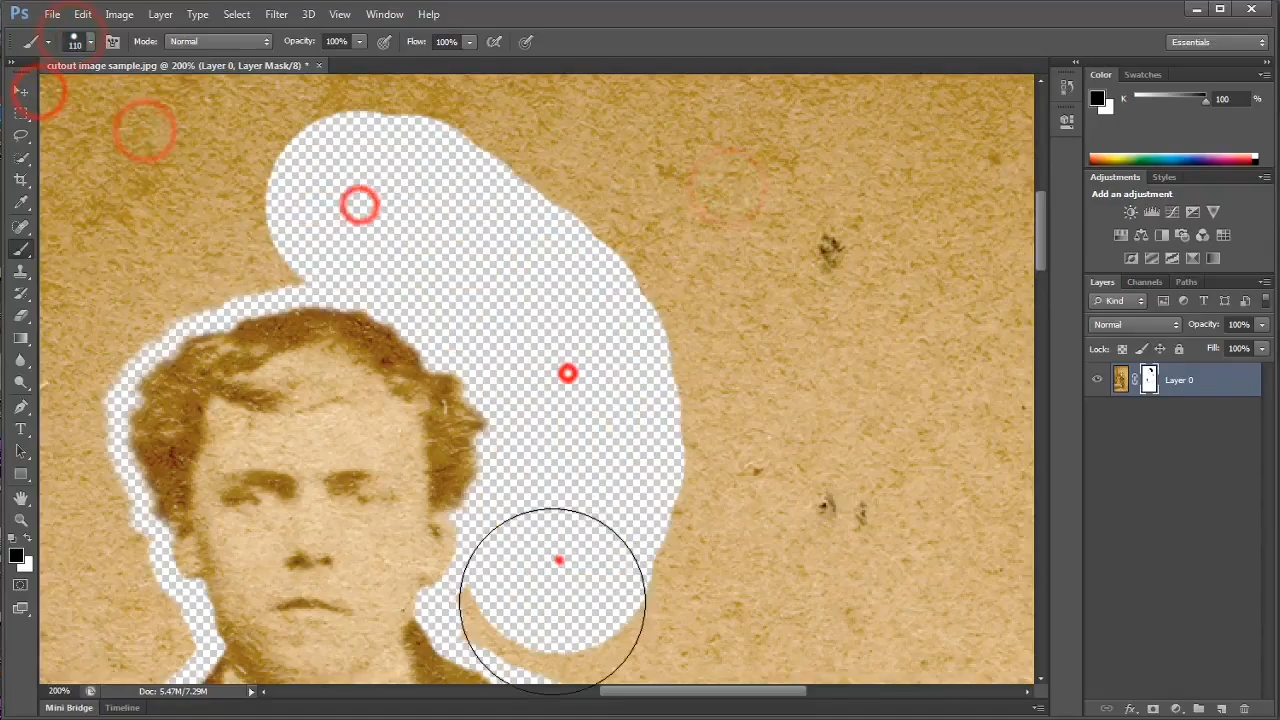 Ps File Edit Image Layer Type Select Filter 3D View Window Help
110 Mode: Normal Opacity: 100% Flow: 100% Essentials
cutout image sample.jpg @ 200% (Layer 0, Layer Mask/8) * ×
Color Swatches
K 100 %
Adjustments Styles
Add an adjustment
Layers Channels Paths
Kind
Normal Opacity: 100%
Lock: Fill: 100%
Layer 0
200% Doc: 5.47M/7.29M
Mini Bridge Timeline